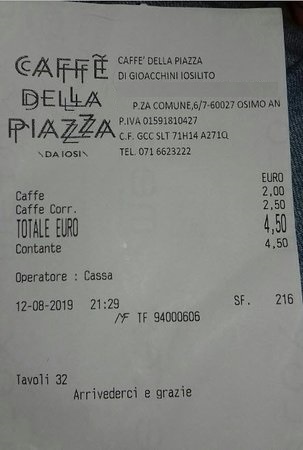 CAFFÈ
DELLA
PIAZZA
\DA IOSI\
CAFFE' DELLA PIAZZA
DI GIOACCHINI IOSILITO
P.ZA COMUNE,6/7-60027 OSIMO AN
P.IVA 01591810427
C.F. GCC SLT 71H14 A271Q
TEL. 071 6623222
EURO
Caffe 2,00
Caffe Corr. 2,50
TOTALE EURO 4,50
Contante 4,50
Operatore : Cassa
12-08-2019 21:29 SF. 216
MF TF 94000606
Tavoli 32
Arrivederci e grazie